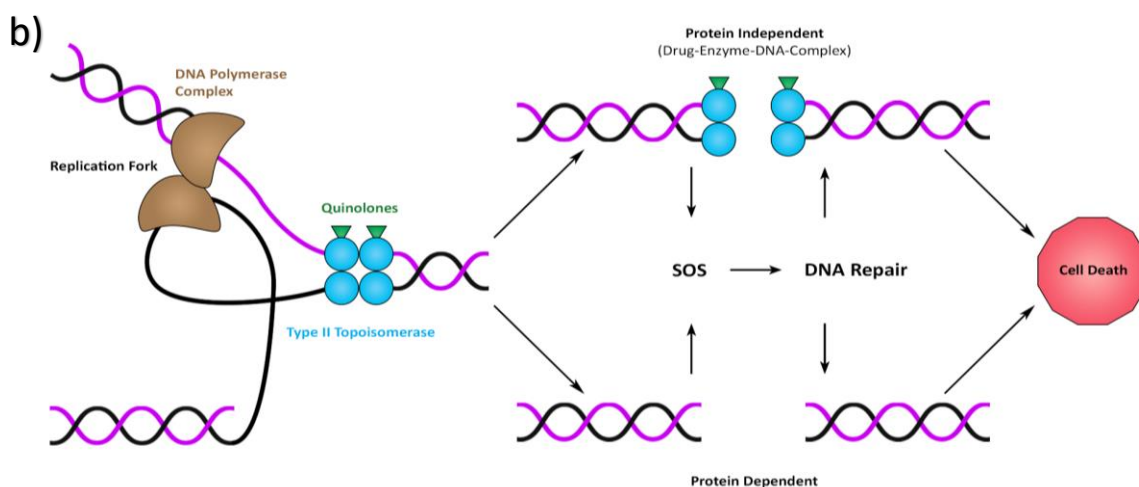 b)
Protein Independent
(Drug-Enzyme-DNA-Complex)
DNA Polymerase
Complex
Replication Fork
Quinolones
Type II Topoisomerase
SOS
DNA Repair
Cell Death
Protein Dependent